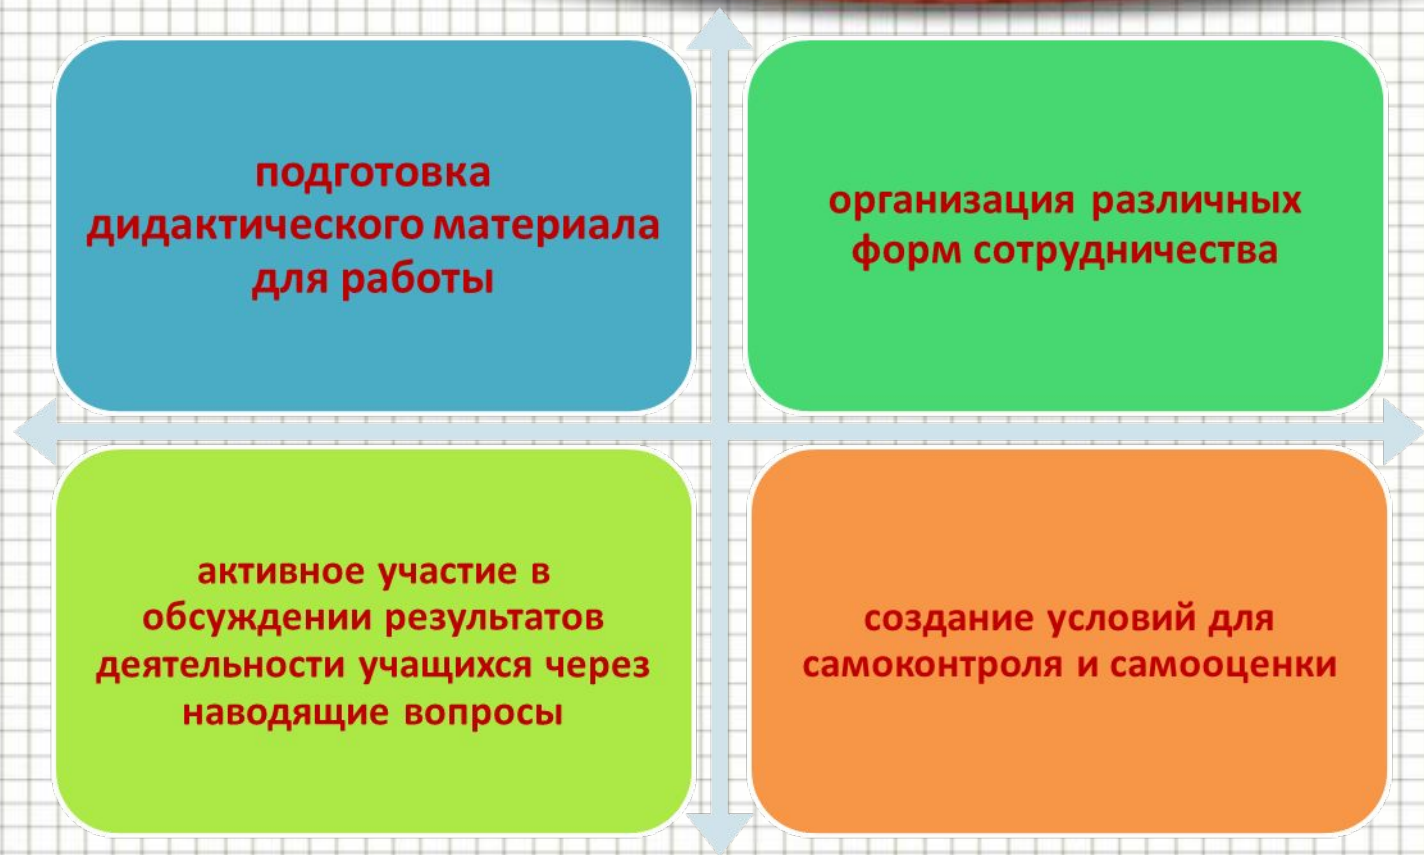 подготовка
дидактического материала
для работы
организация различных
форм сотрудничества
активное участие в
обсуждении результатов
деятельности учащихся через
наводящие вопросы
создание условий для
самоконтроля и самооценки